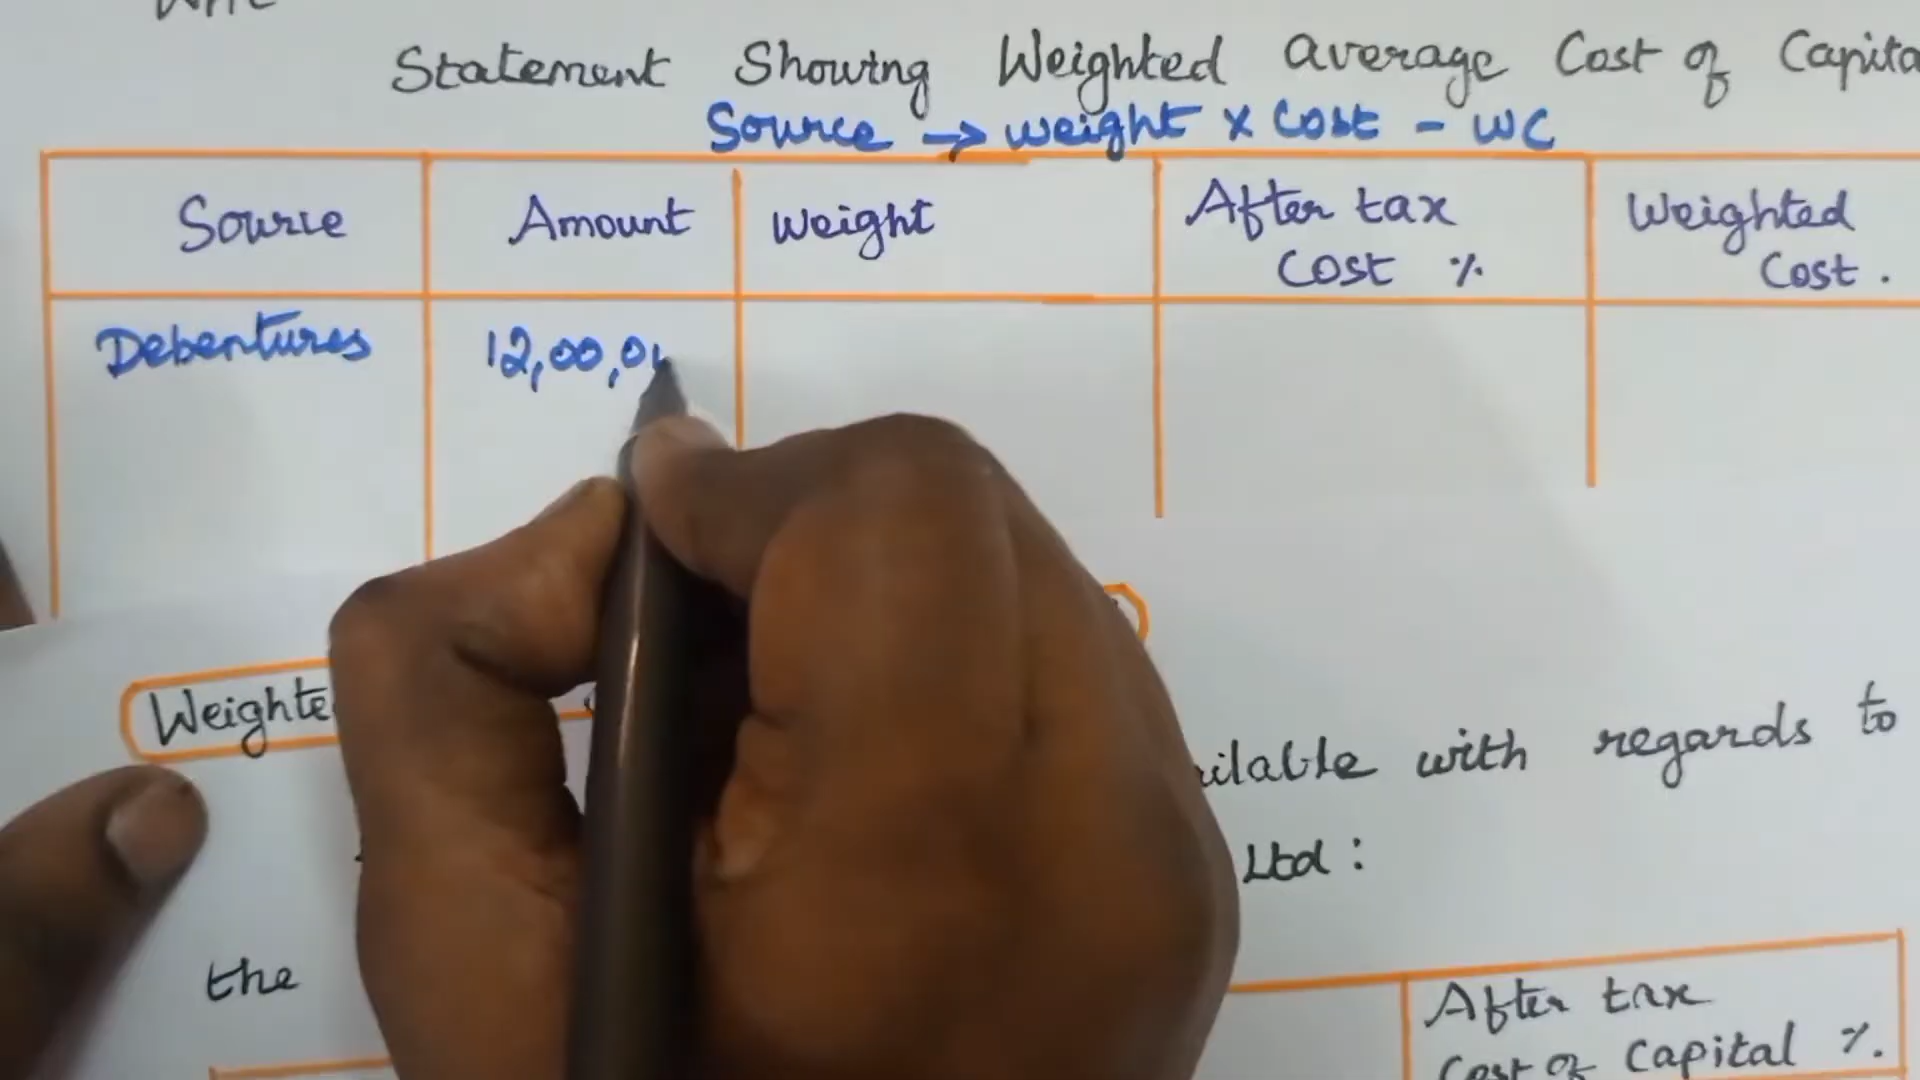 Statement Showing Weighted average Cost of Capita
Source → weight x Cost - WC
Source Amount Weight After tax Cost % Weighted Cost.
Debentures 12,00,0
Weighte
ailable with regards to
Ltd :
the
After tax
Cost of Capital %.